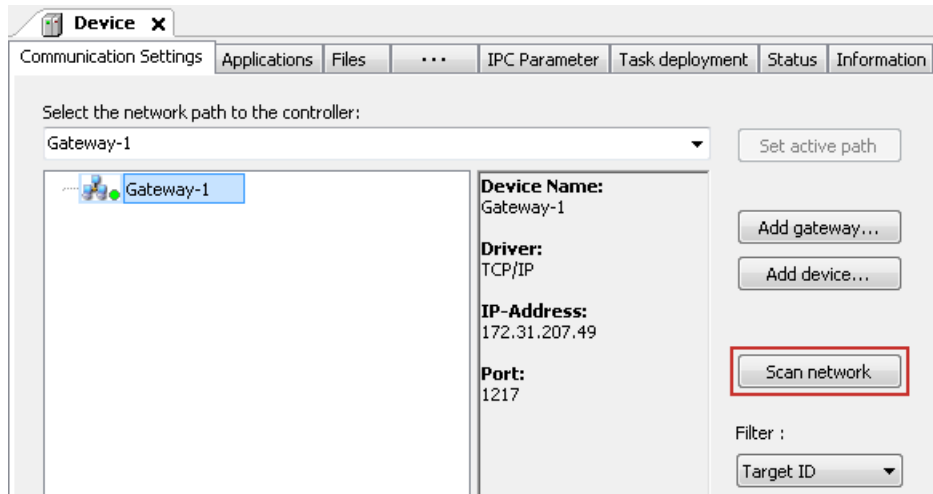 Device X
Communication Settings Applications Files ... IPC Parameter Task deployment Status Information
Select the network path to the controller:
Gateway-1
Set active path
Gateway-1
Device Name:
Gateway-1
Driver:
TCP/IP
IP-Address:
172.31.207.49
Port:
1217
Add gateway...
Add device...
Scan network
Filter :
Target ID